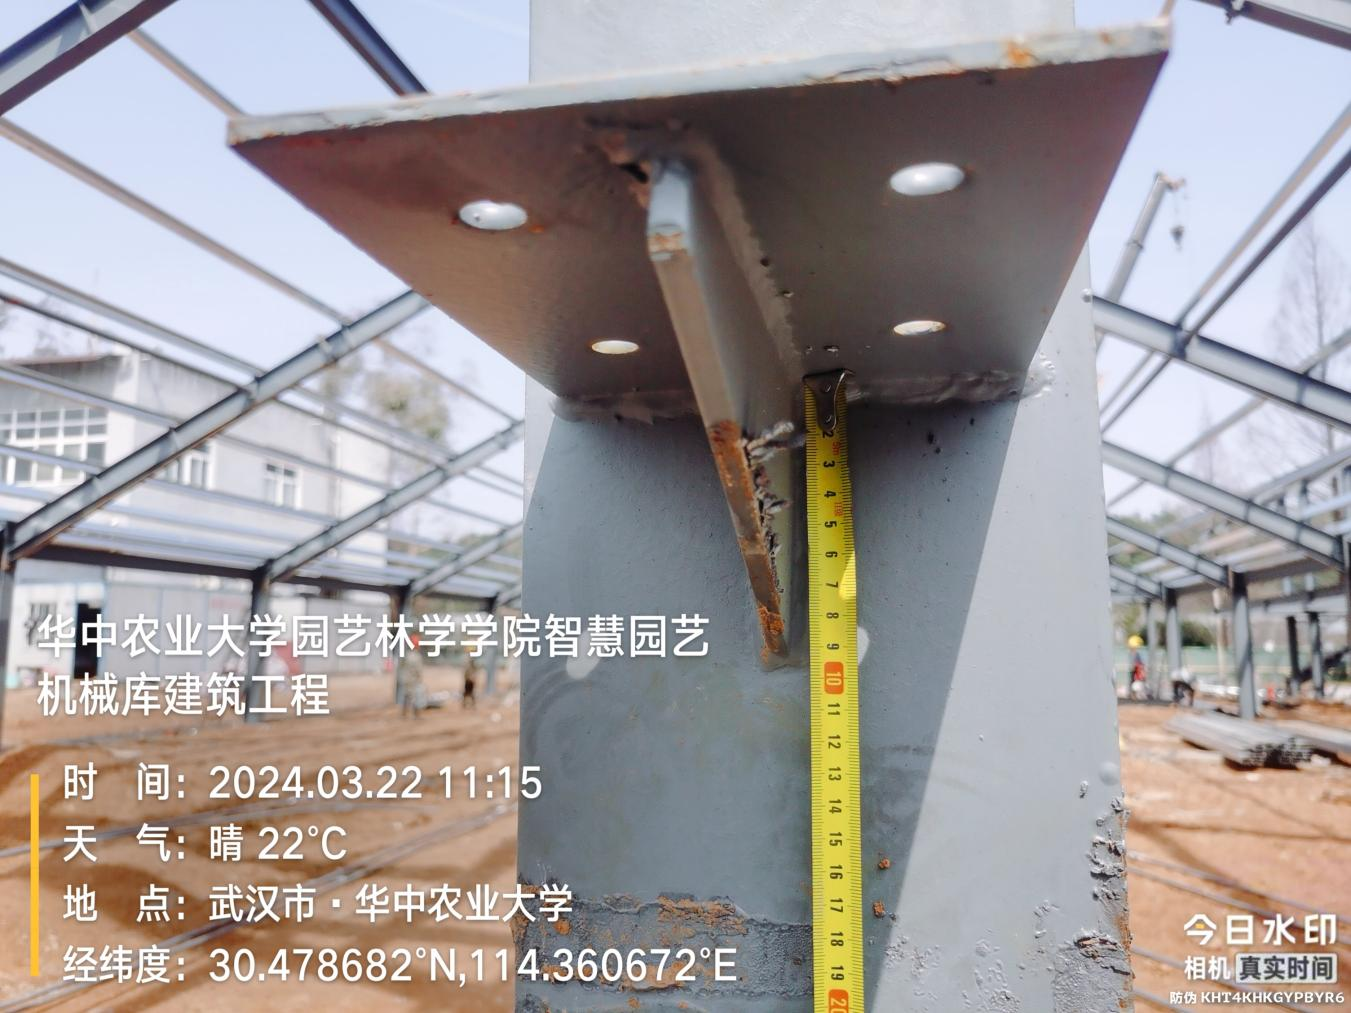 华中农业大学园艺林学学院智慧园艺
机械库建筑工程
时 间：2024.03.22 11:15
天 气：晴 22°C
地 点：武汉市·华中农业大学
经纬度：30.478682°N,114.360672°E
2
3
4
5
6
7
8
9
10
11
12
13
14
15
16
17
18
19
20
今日水印
相机 真实时间
防伪 KHT4KHKGYPBYR6